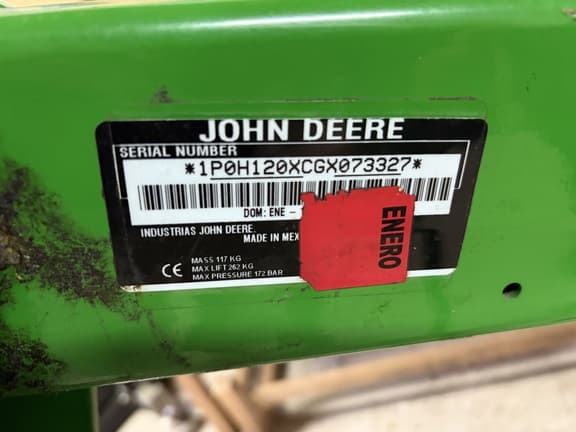 JOHN DEERE
SERIAL NUMBER
*1P0H120XCGX073327*
DOM: ENE -
INDUSTRIAS JOHN DEERE.
MADE IN MEX
ENERO
MASS 117 KG
CE MAX LIFT 262 KG
MAX PRESSURE 172 BAR